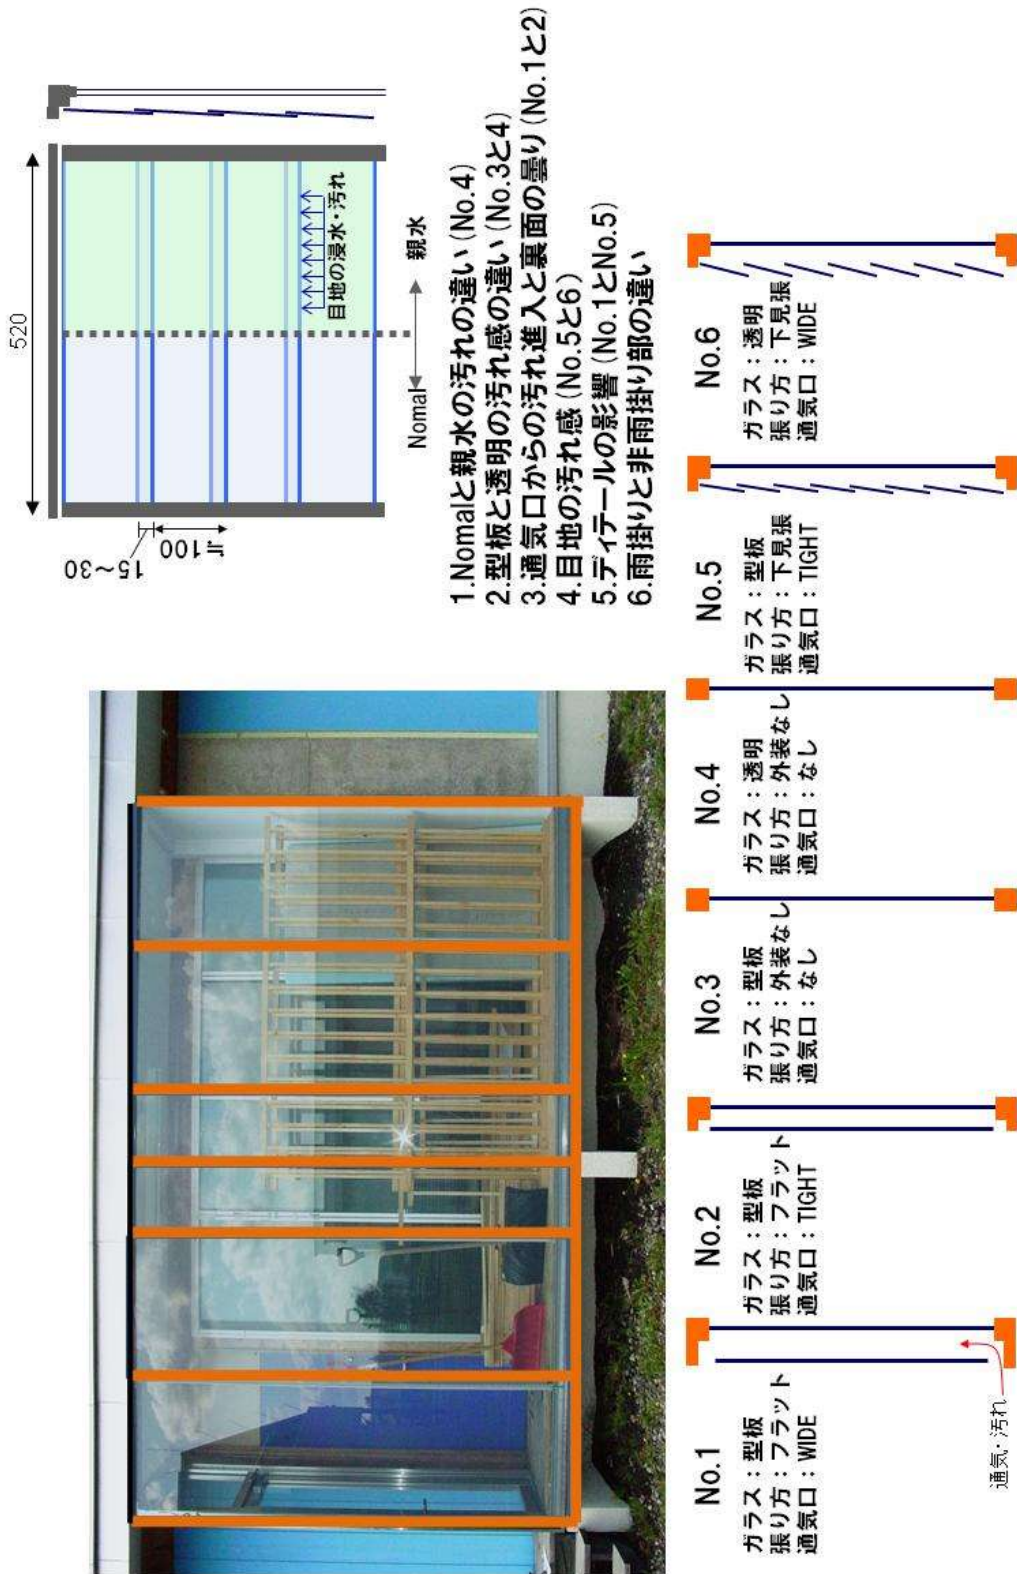 520
15~30
≒100
目地の浸水・汚れ
Nomal
親水
1.Nomalと親水の汚れの違い(No.4)
2.型板と透明の汚れ感の違い(No.3と4)
3.通気口からの汚れ進入と裏面の曇り(No.1と2)
4.目地の汚れ感(No.5と6)
5.ディテールの影響(No.1とNo.5)
6.雨掛りと非雨掛り部の違い
No.1
ガラス：型板
張り方：フラット
通気口：WIDE
通気・汚れ
No.2
ガラス：型板
張り方：フラット
通気口：TIGHT
No.3
ガラス：型板
張り方：外装なし
通気口：なし
No.4
ガラス：透明
張り方：外装なし
通気口：なし
No.5
ガラス：型板
張り方：下見張
通気口：TIGHT
No.6
ガラス：透明
張り方：下見張
通気口：WIDE